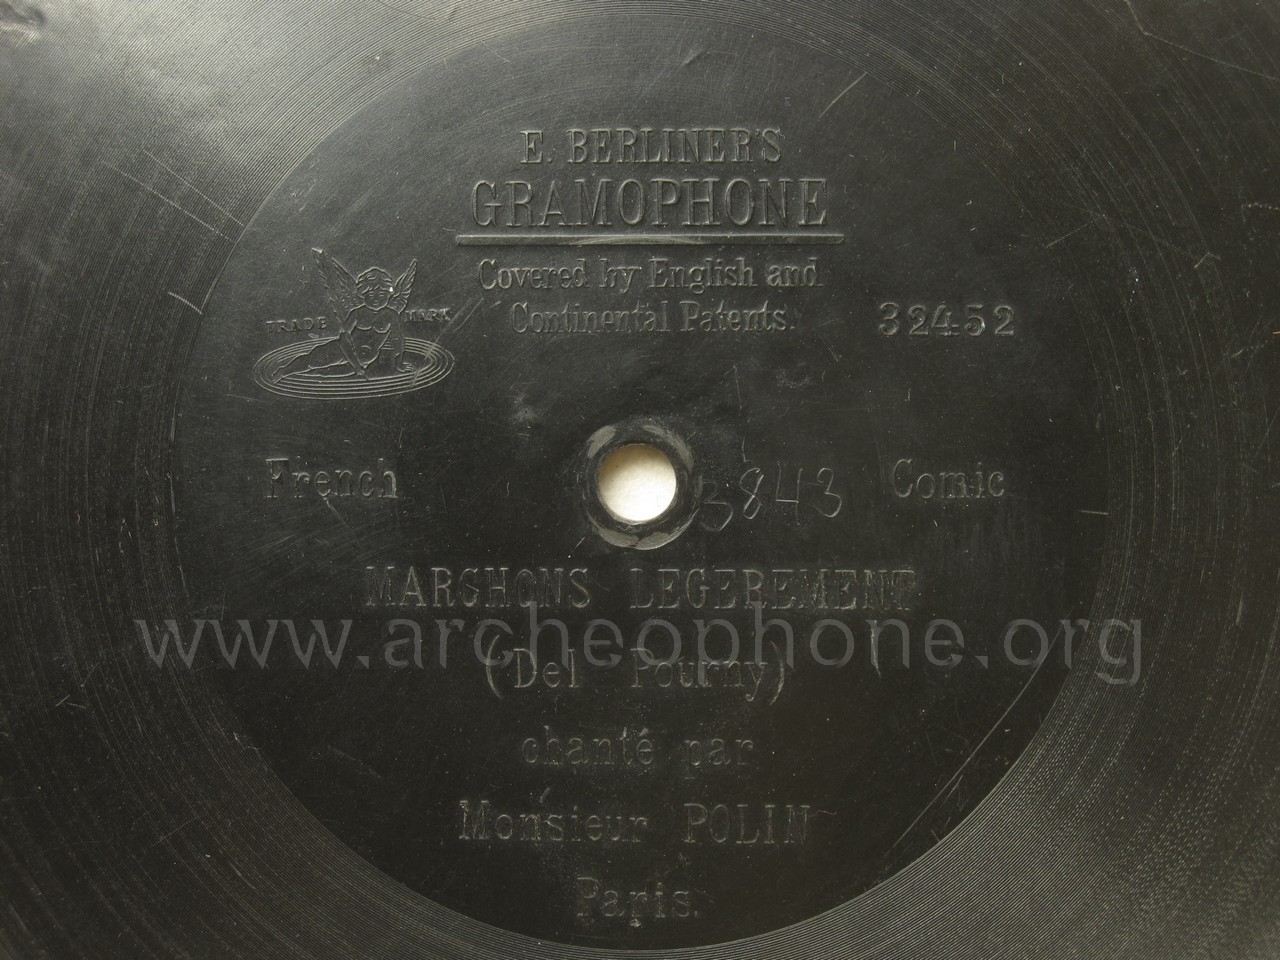 E. BERLINER'S
GRAMOPHONE
Covered by English and
Continental Patents.
TRADE MARK
32452
French
3843
Comic
MARSHONS LEGEREMENT
www.archeophone.org
(Del Pourny)
chanté par
Monsieur POLIN
Paris.